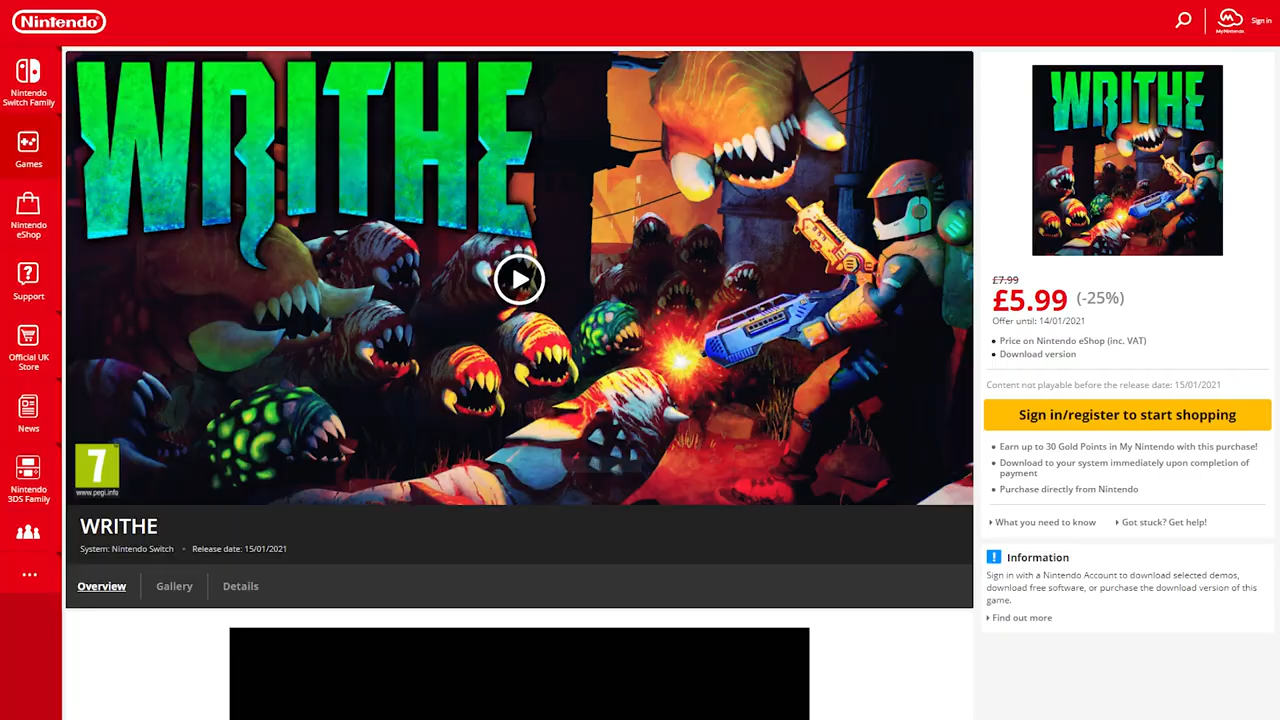 Nintendo
My Nintendo
Sign in
Nintendo
Switch Family
Games
Nintendo
eShop
Support
Official UK
Store
News
Nintendo
3DS Family
...
WRITHE
7
www.pegi.info
WRITHE
System: Nintendo Switch • Release date: 15/01/2021
Overview
Gallery
Details
WRITHE
£7.99
£5.99 (-25%)
Offer until: 14/01/2021
• Price on Nintendo eShop (inc. VAT)
• Download version
Content not playable before the release date: 15/01/2021
Sign in/register to start shopping
• Earn up to 30 Gold Points in My Nintendo with this purchase!
• Download to your system immediately upon completion of
payment
• Purchase directly from Nintendo
What you need to know
Got stuck? Get help!
! Information
Sign in with a Nintendo Account to download selected demos,
download free software, or purchase the download version of this
game.
Find out more